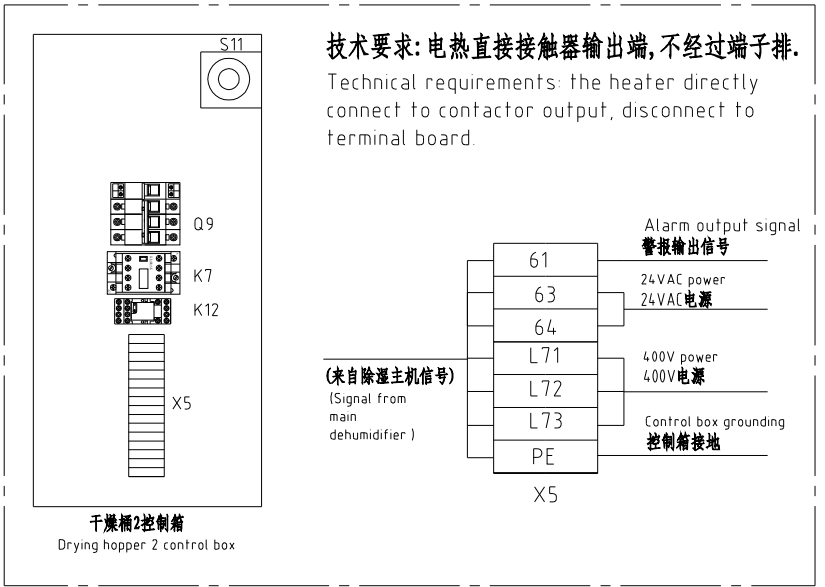 S11
Q9
K7
K12
X5
干燥桶2控制箱
Drying hopper 2 control box
技术要求: 电热直接接触器输出端, 不经过端子排.
Technical requirements: the heater directly
connect to contactor output, disconnect to
terminal board.
(来自除湿主机信号)
(Signal from
main
dehumidifier )
61
63
64
L71
L72
L73
PE
X5
Alarm output signal
警报输出信号
24VAC power
24VAC电源
400V power
400V电源
Control box grounding
控制箱接地